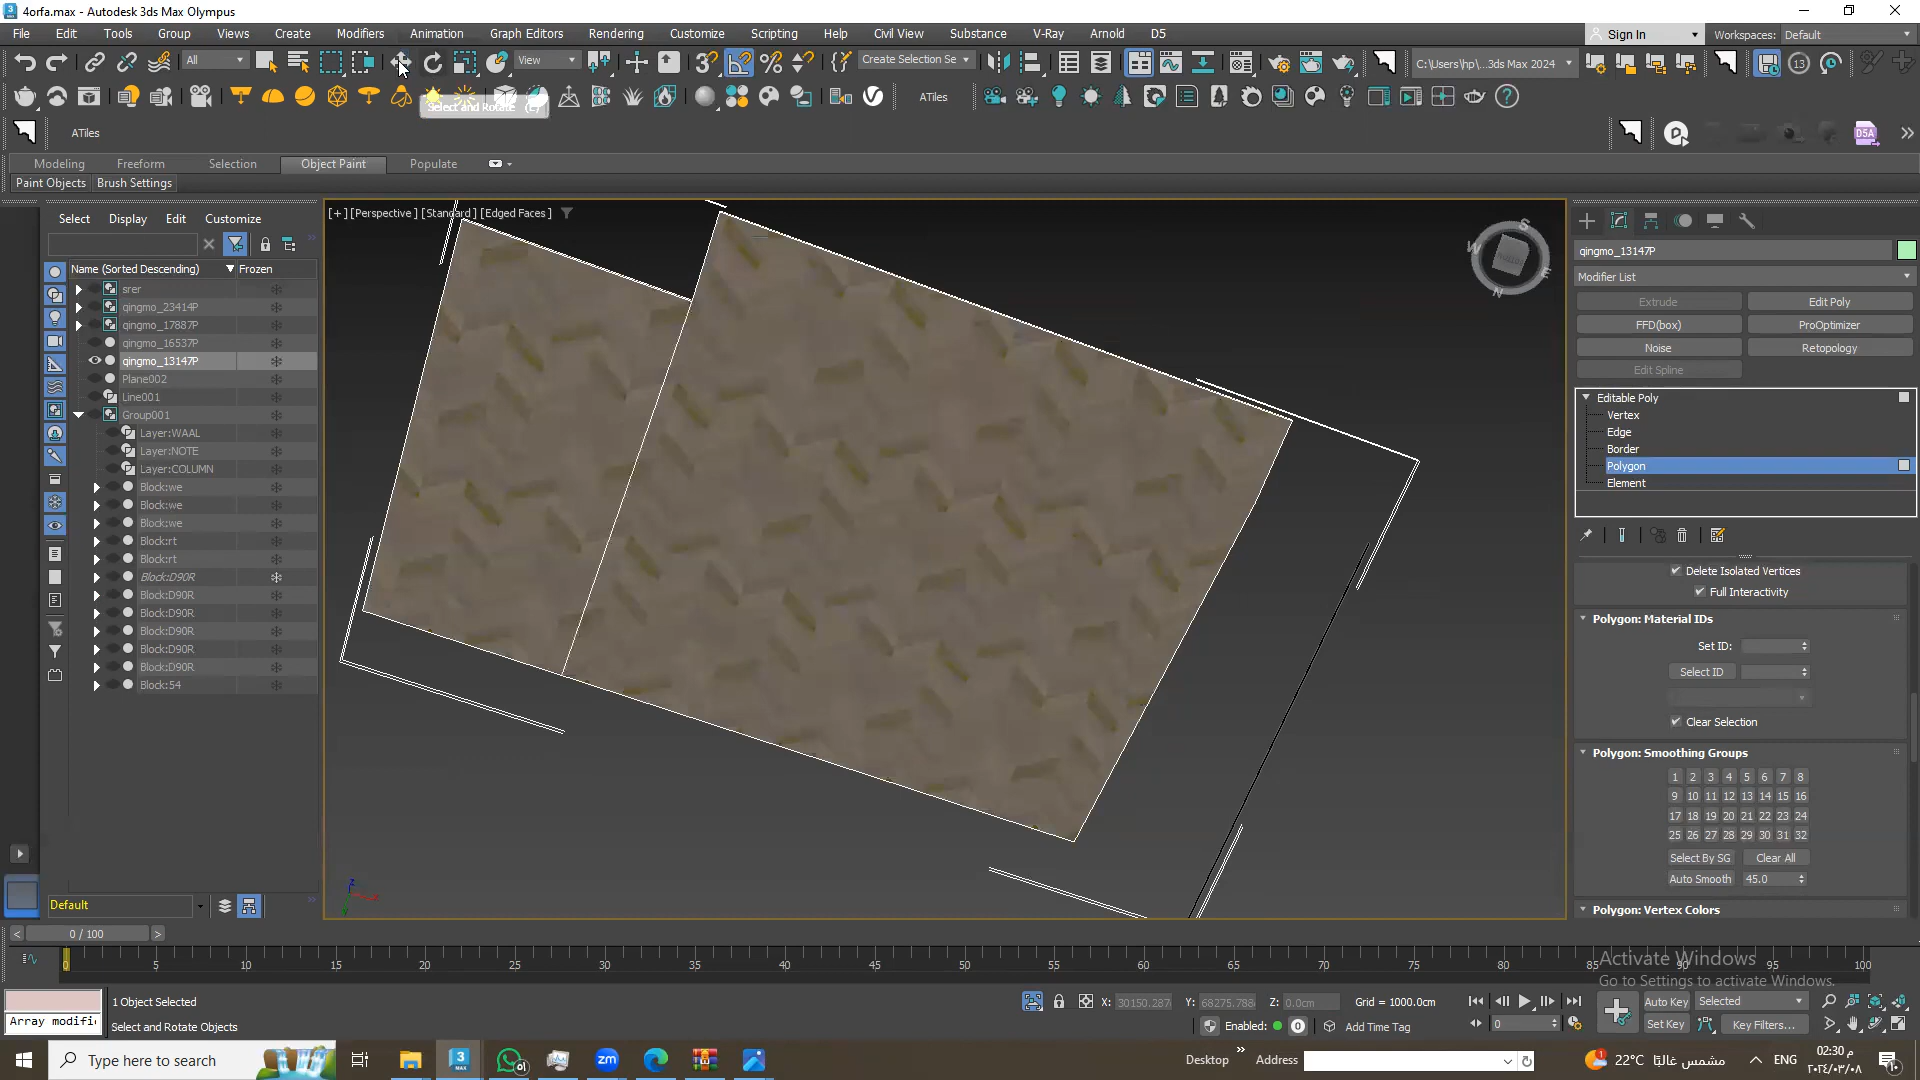 4orfa.max - Autodesk 3ds Max Olympus
File Edit Tools Group Views Create Modifiers Animation Graph Editors Rendering Customize Scripting Help Civil View Substance V-Ray Arnold D5
Sign In Workspaces: Default
All View Create Selection Se C:\Users\hp\...3ds Max 2024 13
ATiles
Select and Rotate (E)
ATiles D5A
Modeling Freeform Selection Object Paint Populate
Paint Objects Brush Settings
Select Display Edit Customize
Name (Sorted Descending) Frozen
srer
qingmo_23414P
qingmo_17887P
qingmo_16537P
qingmo_13147P
Plane002
Line001
Group001
Layer:WAAL
Layer:NOTE
Layer:COLUMN
Block:we
Block:we
Block:we
Block:rt
Block:rt
Block:D90R
Block:D90R
Block:D90R
Block:D90R
Block:D90R
Block:D90R
Block:54
Default
[+] [Perspective ] [Standard ] [Edged Faces ]
S
W
E
N
qingmo_13147P
Modifier List
Extrude Edit Poly
FFD(box) ProOptimizer
Noise Retopology
Edit Spline
Editable Poly
Vertex
Edge
Border
Polygon
Element
Delete Isolated Vertices
Full Interactivity
Polygon: Material IDs
Set ID:
Select ID
Clear Selection
Polygon: Smoothing Groups
1 2 3 4 5 6 7 8
9 10 11 12 13 14 15 16
17 18 19 20 21 22 23 24
25 26 27 28 29 30 31 32
Select By SG Clear All
Auto Smooth 45.0
Polygon: Vertex Colors
0 / 100
0 5 10 15 20 25 30 35 40 45 50 55 60 65 70 75 80 85 90 95 100
Activate Windows
Go to Settings to activate Windows.
1 Object Selected
X: 30150.287 Y: 68275.788 Z: 0.0cm Grid = 1000.0cm
Auto Key Selected
Array modifi
Select and Rotate Objects
Enabled: 0 Add Time Tag
0 Set Key Key Filters...
Type here to search
Desktop Address
22°C مشمس غالبًا ENG
02:30 م
٢٠٢٤/٠٣/٠٨